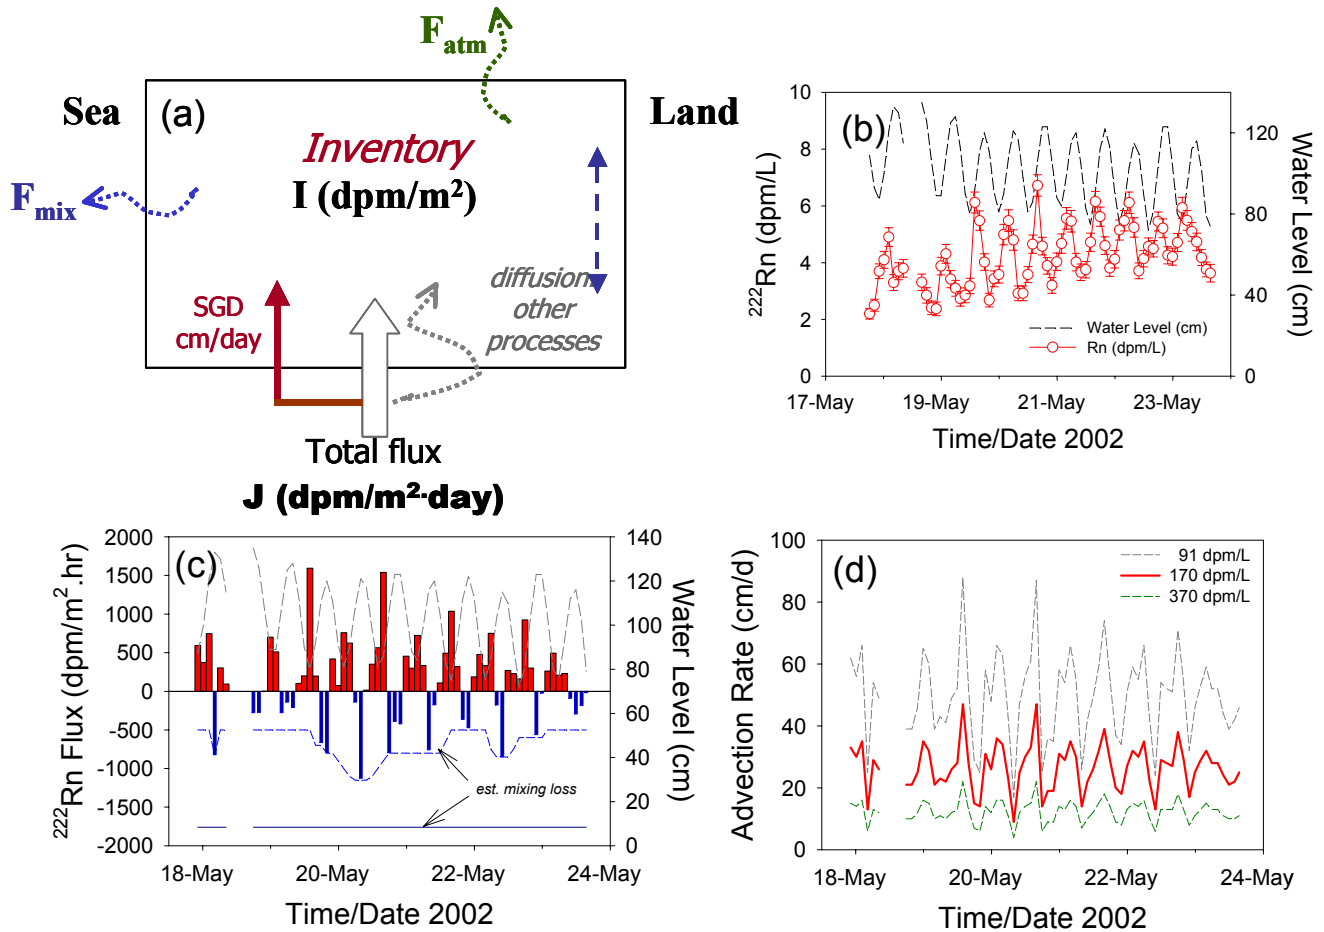 F atm
Sea
(a)
Land
Inventory
I (dpm/m²)
F mix
SGD
cm/day
diffusion
other
processes
Total flux
J (dpm/m²·day)
(b)
10
8
6
4
2
0
²²²Rn (dpm/L)
120
80
40
0
Water Level (cm)
Water Level (cm)
Rn (dpm/L)
17-May
19-May
21-May
23-May
Time/Date 2002
(c)
2000
1500
1000
500
0
-500
-1000
-1500
-2000
²²²Rn Flux (dpm/m².hr)
140
120
100
80
60
40
20
0
Water Level (cm)
est. mixing loss
18-May
20-May
22-May
24-May
Time/Date 2002
(d)
100
80
60
40
20
0
Advection Rate (cm/d)
91 dpm/L
170 dpm/L
370 dpm/L
18-May
20-May
22-May
24-May
Time/Date 2002